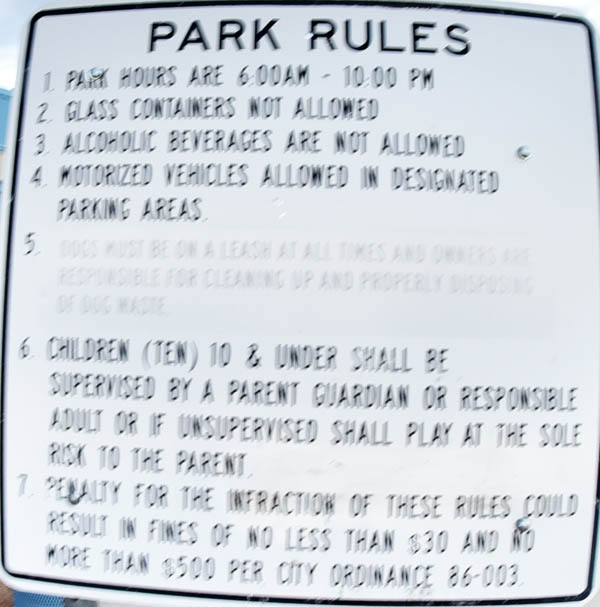 PARK RULES
1. PARK HOURS ARE 6:00AM - 10:00 PM
2. GLASS CONTAINERS NOT ALLOWED
3. ALCOHOLIC BEVERAGES ARE NOT ALLOWED
4. MOTORIZED VEHICLES ALLOWED IN DESIGNATED
PARKING AREAS.
5. DOGS MUST BE ON A LEASH AT ALL TIMES AND OWNERS ARE
RESPONSIBLE FOR CLEANING UP AND PROPERLY DISPOSING
OF DOG WASTE.
6. CHILDREN (TEN) 10 & UNDER SHALL BE
SUPERVISED BY A PARENT GUARDIAN OR RESPONSIBLE
ADULT OR IF UNSUPERVISED SHALL PLAY AT THE SOLE
RISK TO THE PARENT.
7. PENALTY FOR THE INFRACTION OF THESE RULES COULD
RESULT IN FINES OF NO LESS THAN $30 AND NO
MORE THAN $500 PER CITY ORDINANCE 86-003.